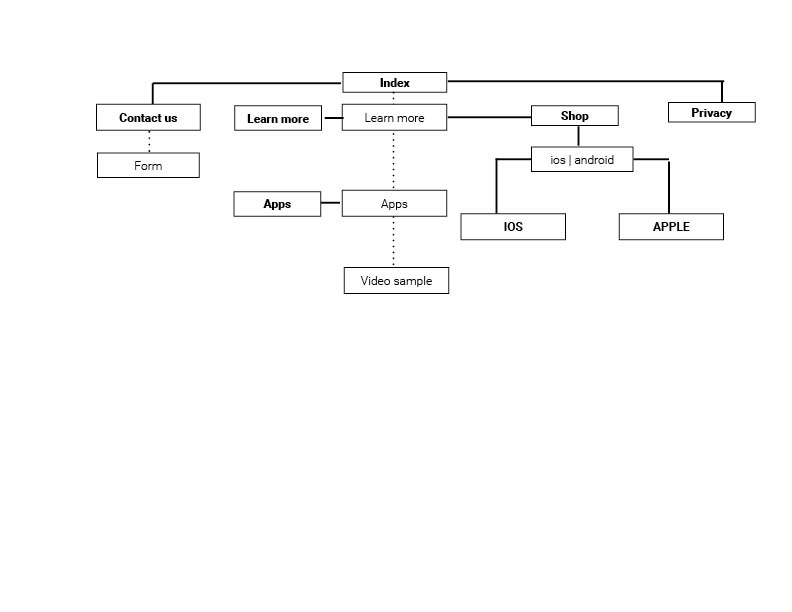 Index
Contact us
Learn more
Learn more
Shop
Privacy
Form
ios | android
Apps
Apps
IOS
APPLE
Video sample